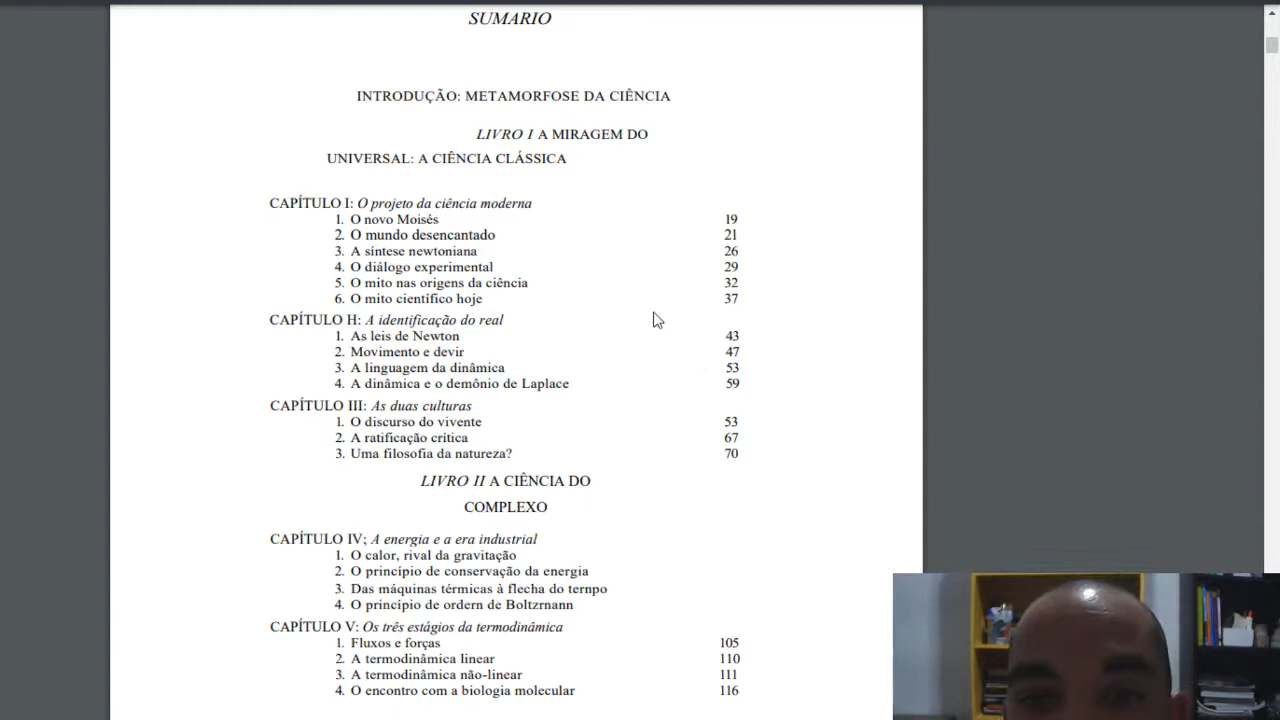 SUMARIO
INTRODUÇÃO: METAMORFOSE DA CIÊNCIA
LIVRO I A MIRAGEM DO
UNIVERSAL: A CIÊNCIA CLÁSSICA
CAPÍTULO I: O projeto da ciência moderna
1. O novo Moisés 19
2. O mundo desencantado 21
3. A síntese newtoniana 26
4. O diálogo experimental 29
5. O mito nas origens da ciência 32
6. O mito científico hoje 37
CAPÍTULO H: A identificação do real
1. As leis de Newton 43
2. Movimento e devir 47
3. A linguagem da dinâmica 53
4. A dinâmica e o demônio de Laplace 59
CAPÍTULO III: As duas culturas
1. O discurso do vivente 53
2. A ratificação crítica 67
3. Uma filosofia da natureza? 70
LIVRO II A CIÊNCIA DO
COMPLEXO
CAPÍTULO IV; A energia e a era industrial
1. O calor, rival da gravitação
2. O princípio de conservação da energia
3. Das máquinas térmicas à flecha do ternpo
4. O princípio de ordern de Boltzrnann
CAPÍTULO V: Os três estágios da termodinâmica
1. Fluxos e forças 105
2. A termodinâmica linear 110
3. A termodinâmica não-linear 111
4. O encontro com a biologia molecular 116